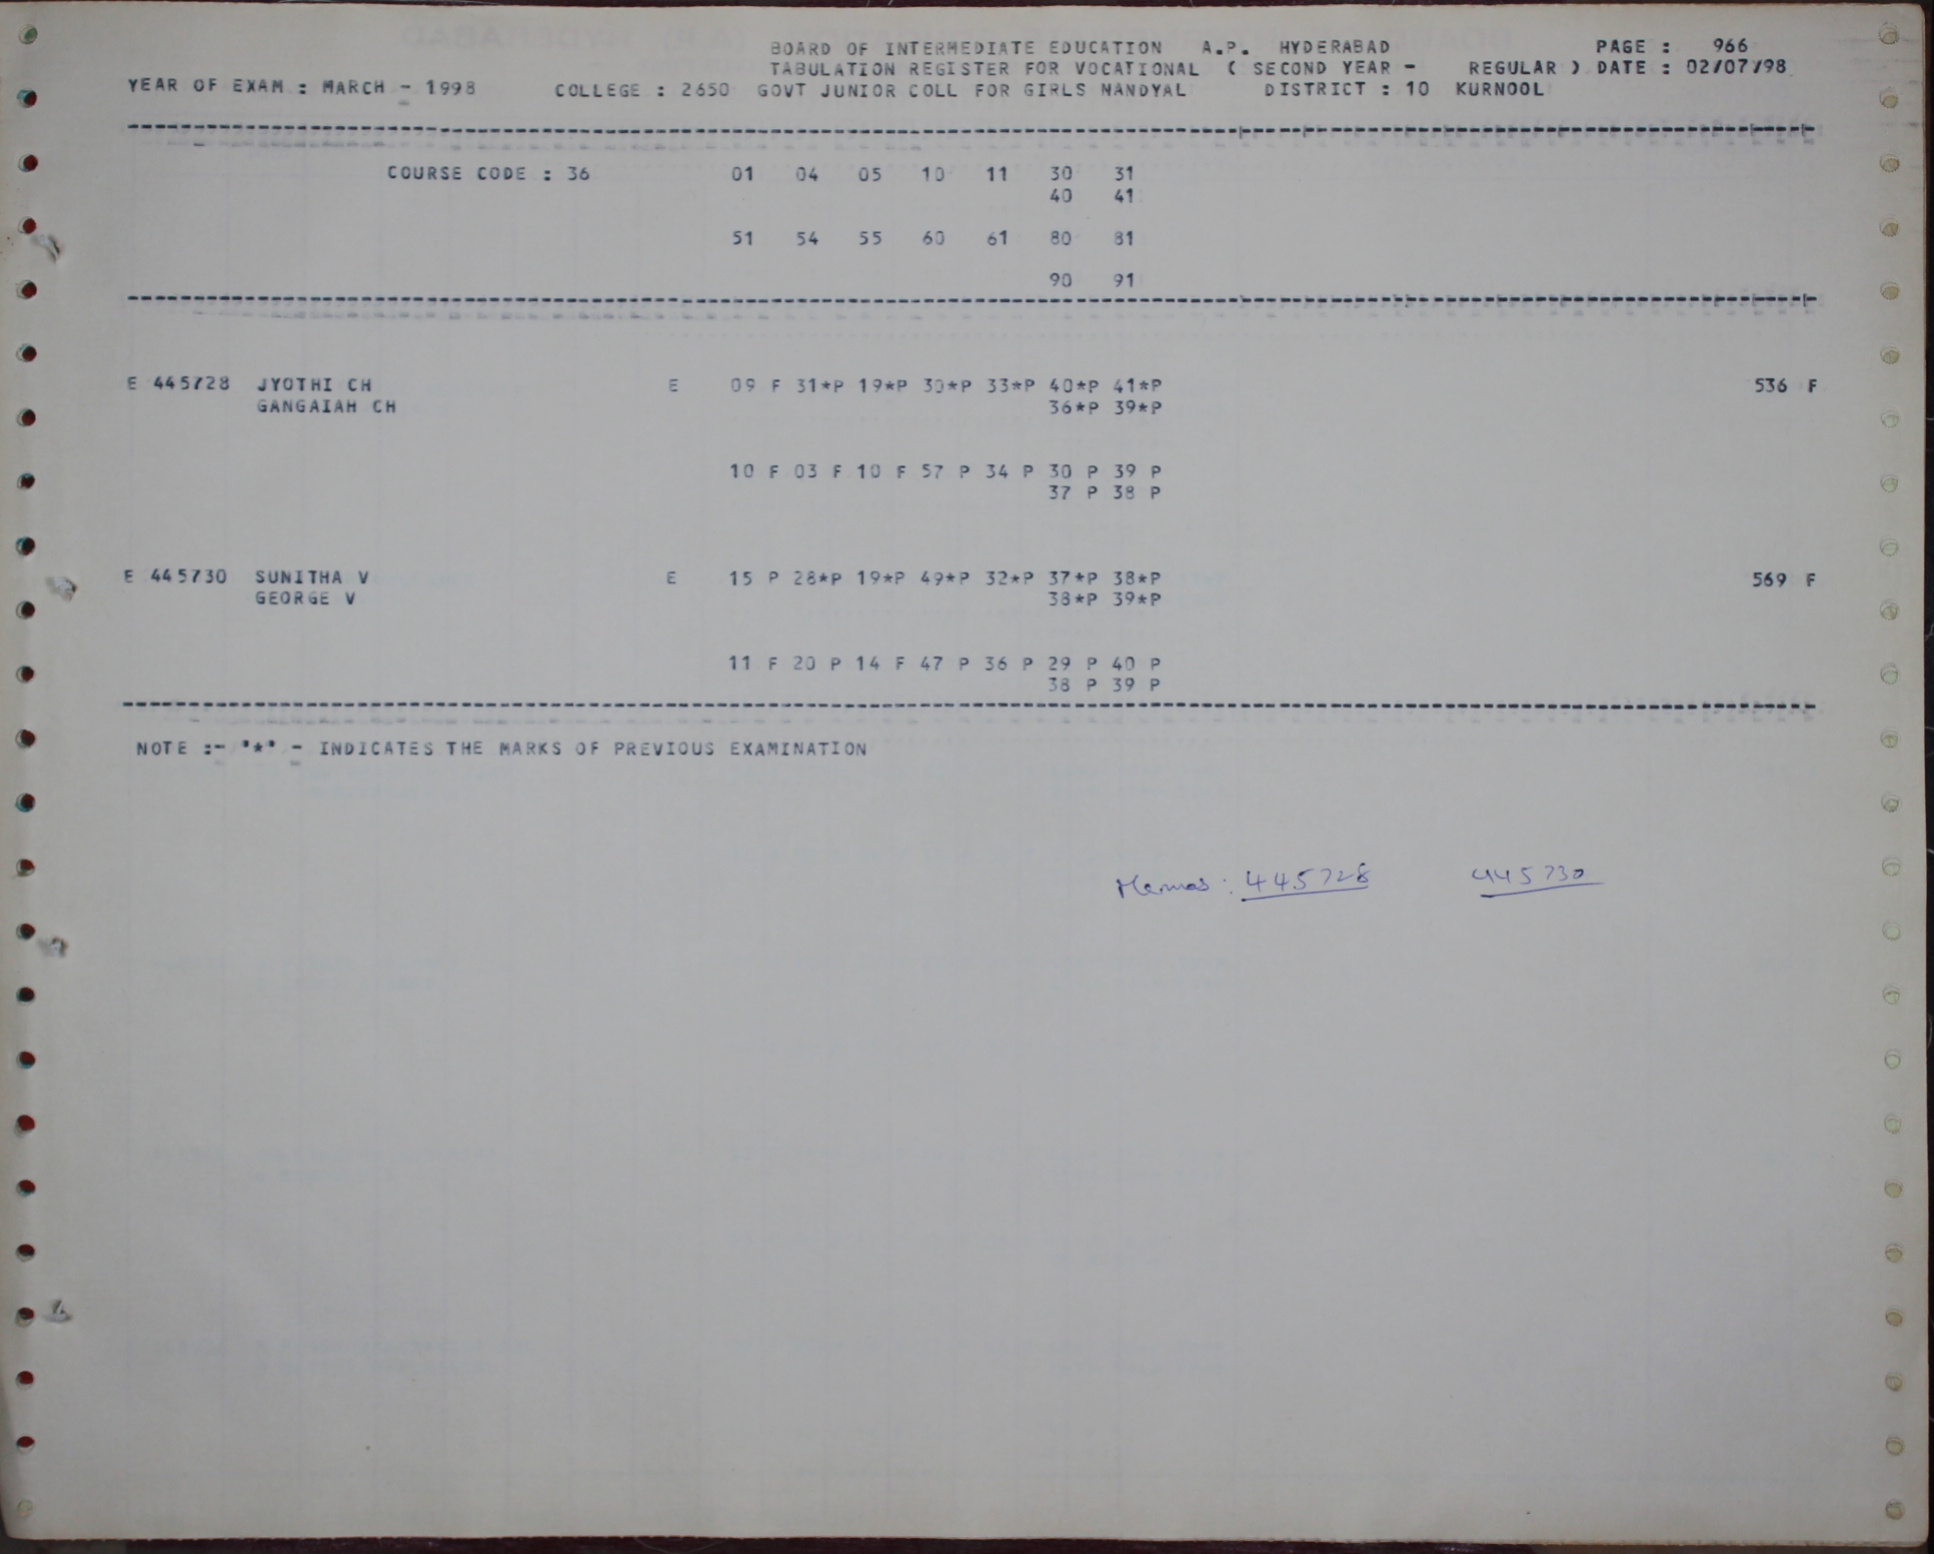 BOARD OF INTERMEDIATE EDUCATION A.P. HYDERABAD PAGE : 966
TABULATION REGISTER FOR VOCATIONAL ( SECOND YEAR - REGULAR ) DATE : 02/07/98
YEAR OF EXAM : MARCH - 1998 COLLEGE : 2650 GOVT JUNIOR COLL FOR GIRLS NANDYAL DISTRICT : 10 KURNOOL
COURSE CODE : 36 01 04 05 10 11 30 31
40 41
51 54 55 60 61 80 81
90 91
E 445728 JYOTHI CH E 09 F 31*P 19*P 30*P 33*P 40*P 41*P 536 F
GANGAIAH CH 36*P 39*P
10 F 03 F 10 F 57 P 34 P 30 P 39 P
37 P 38 P
E 445730 SUNITHA V E 15 P 28*P 19*P 49*P 32*P 37*P 38*P 569 F
GEORGE V 38*P 39*P
11 F 20 P 14 F 47 P 36 P 29 P 40 P
38 P 39 P
NOTE :- "*" - INDICATES THE MARKS OF PREVIOUS EXAMINATION
445728 445730